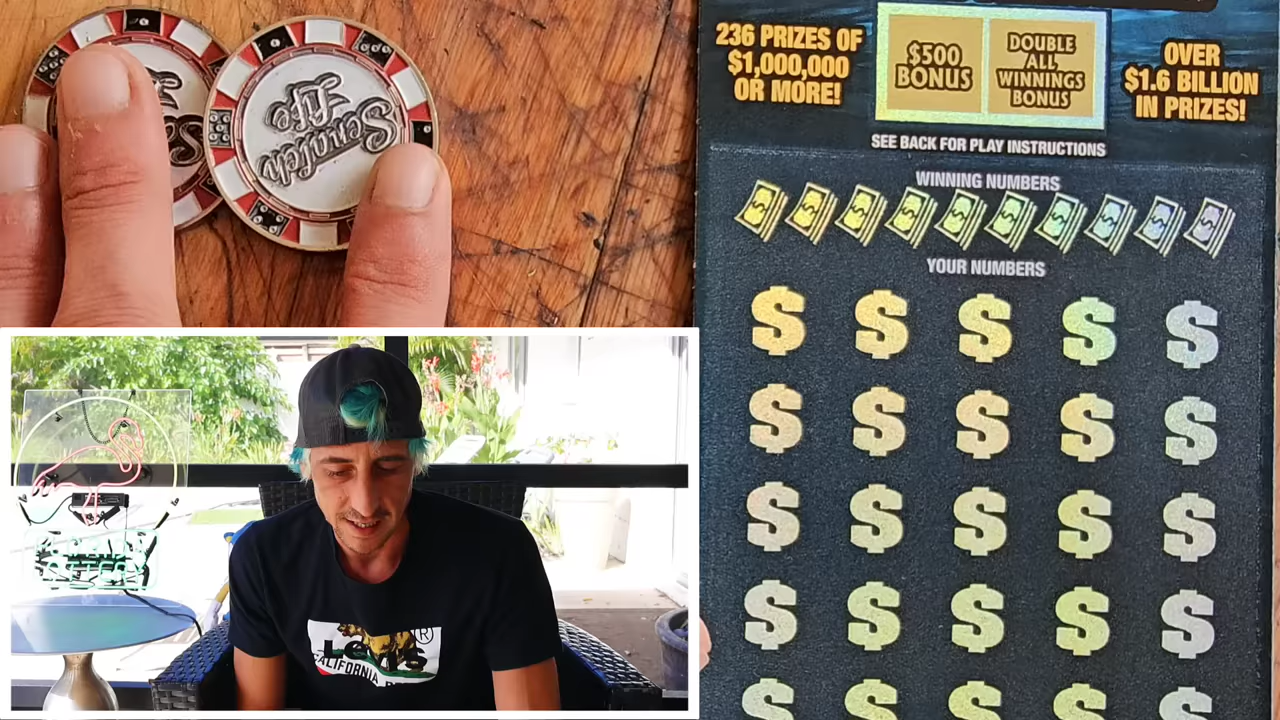 Scratch
Life
236 PRIZES OF
$1,000,000
OR MORE!
$500
BONUS
DOUBLE
ALL
WINNINGS
BONUS
OVER
$1.6 BILLION
IN PRIZES!
SEE BACK FOR PLAY INSTRUCTIONS
WINNING NUMBERS
YOUR NUMBERS
Levi's
®
CALIFORNIA